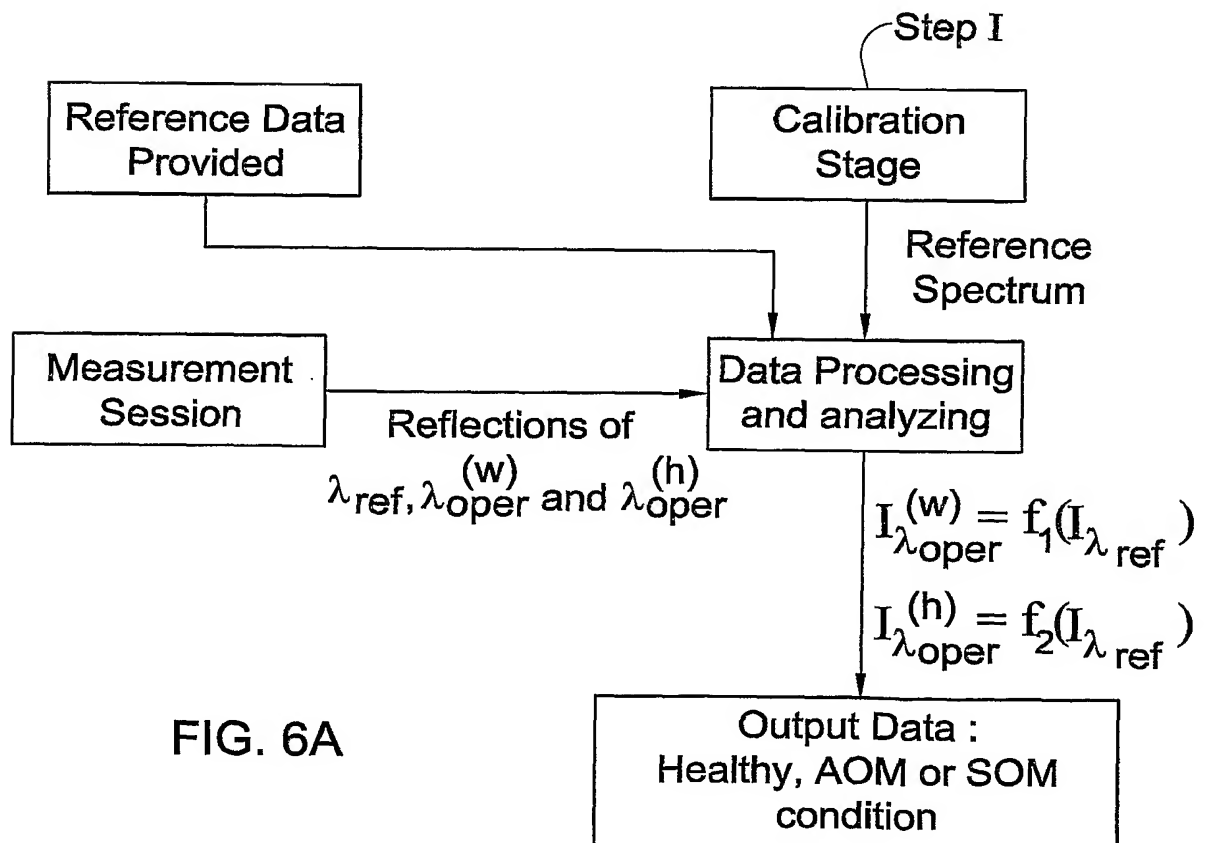 Step I
Reference Data
Provided
Calibration
Stage
Reference
Spectrum
Measurement
Session
Reflections of
λref, λoper(w) and λoper(h)
Data Processing
and analyzing
Iλoper(w) = f1(Iλref)
Iλoper(h) = f2(Iλref)
Output Data :
Healthy, AOM or SOM
condition
FIG. 6A